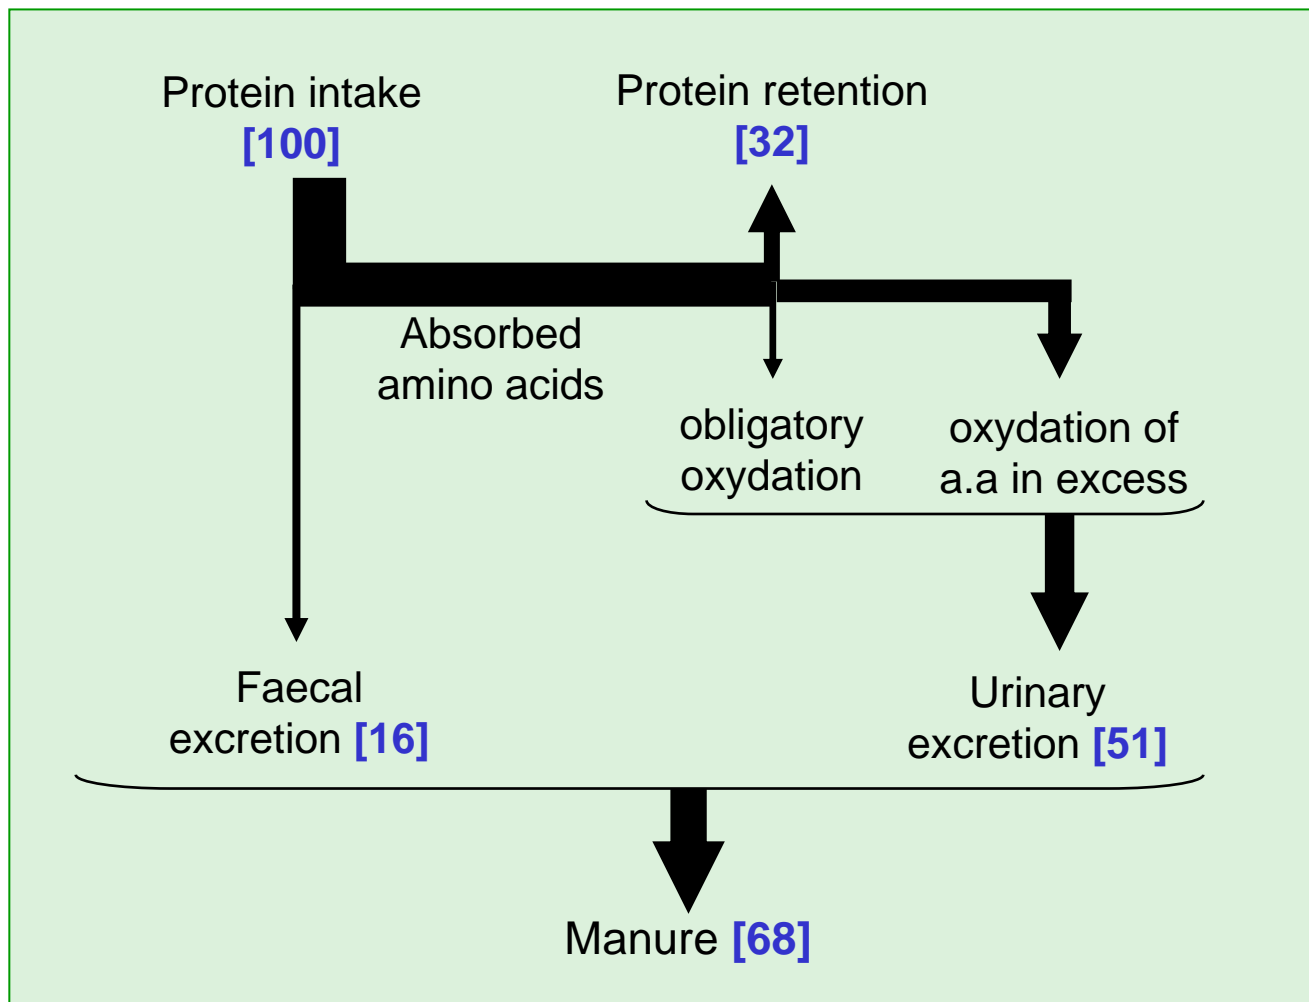 Protein intake
[100]
Protein retention
[32]
Absorbed
amino acids
obligatory
oxydation
oxydation of
a.a in excess
Faecal
excretion [16]
Urinary
excretion [51]
Manure [68]